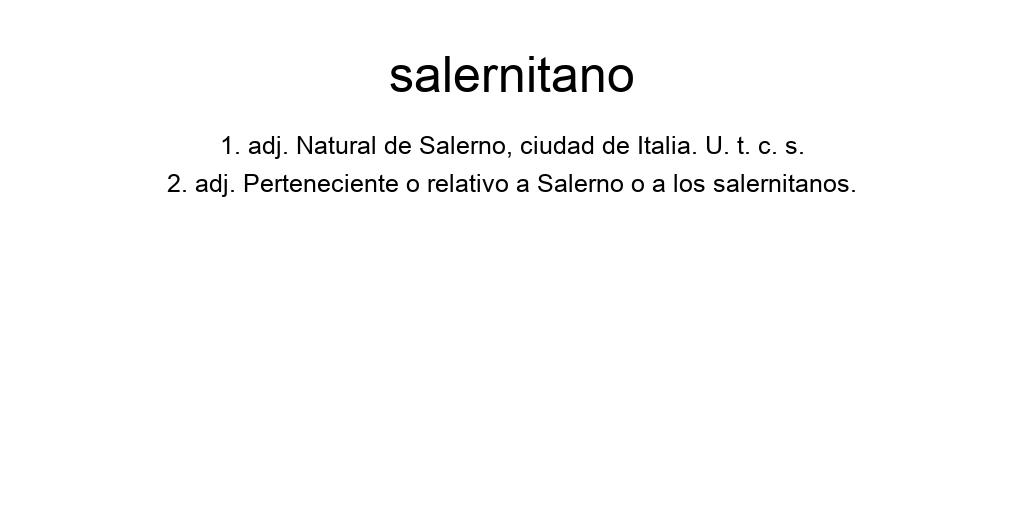 salernitano
1. adj. Natural de Salerno, ciudad de Italia. U. t. c. s.
2. adj. Perteneciente o relativo a Salerno o a los salernitanos.